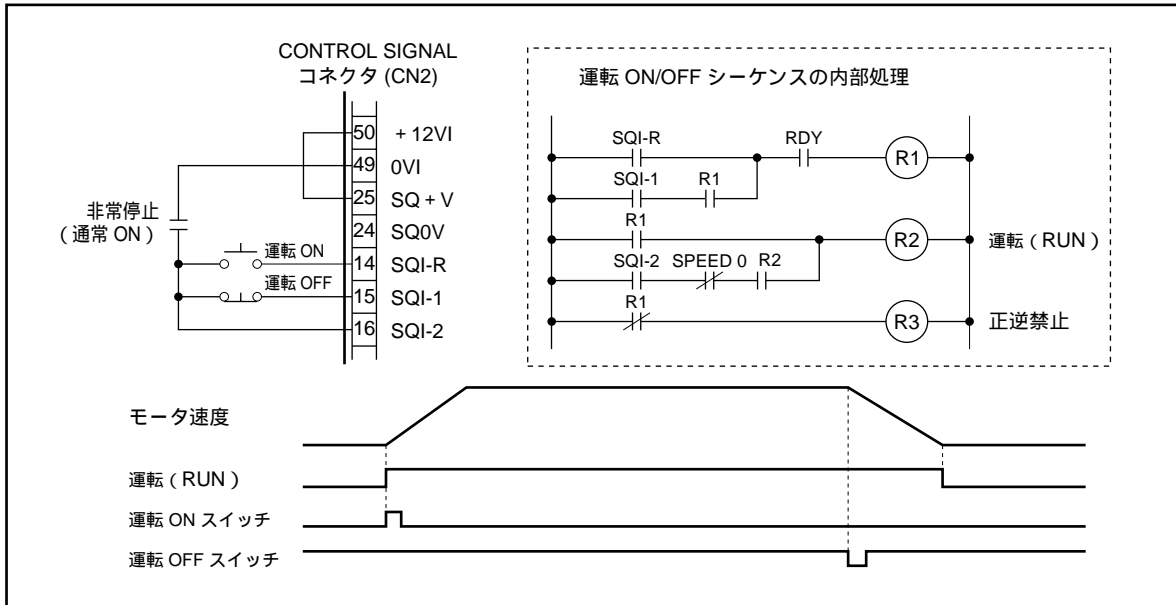 CONTROL SIGNAL
コネクタ (CN2)
50 + 12VI
49 0VI
25 SQ + V
24 SQ0V
14 SQI-R
15 SQI-1
16 SQI-2
非常停止
(通常 ON)
運転 ON
運転 OFF
運転 ON/OFF シーケンスの内部処理
SQI-R RDY R1
SQI-1 R1
R1 R2 運転(RUN)
SQI-2 SPEED 0 R2
R1 R3 正逆禁止
モータ速度
運転(RUN)
運転 ON スイッチ
運転 OFF スイッチ